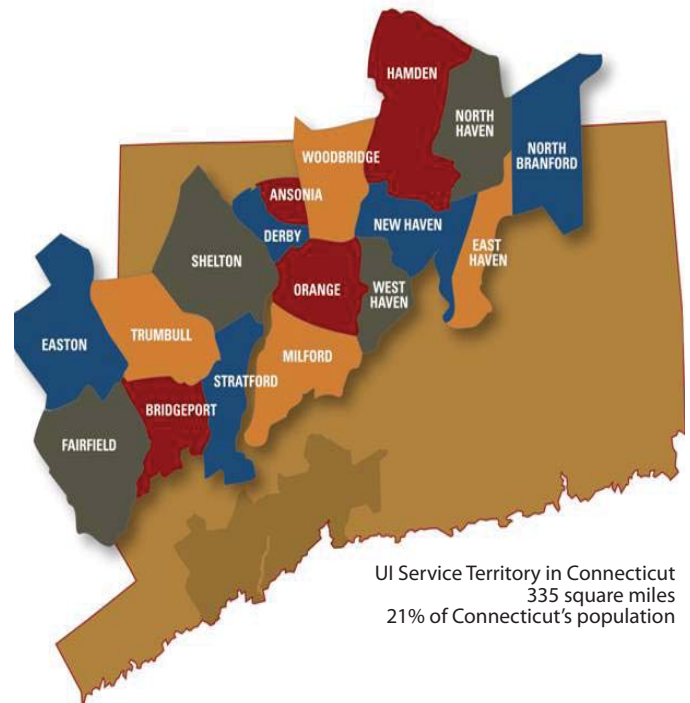 HAMDEN
NORTH
HAVEN
NORTH
BRANFORD
WOODBRIDGE
ANSONIA
DERBY
NEW HAVEN
EAST
HAVEN
SHELTON
ORANGE
WEST
HAVEN
EASTON
TRUMBULL
MILFORD
STRATFORD
BRIDGEPORT
FAIRFIELD
UI Service Territory in Connecticut
335 square miles
21% of Connecticut's population